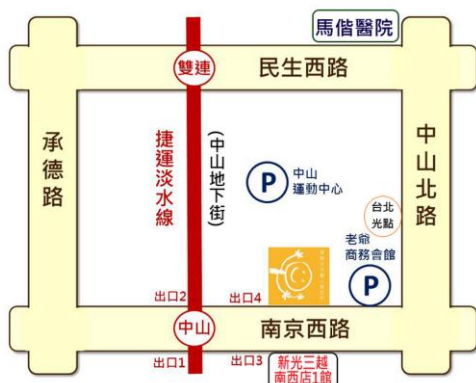 馬偕醫院
雙連
民生西路
承德路
捷運淡水線
(中山地下街)
中山北路
P
中山
運動中心
台北
光點
老爺
商務會館
P
出口2
出口4
中山
南京西路
出口1
出口3
新光三越
南西店1館